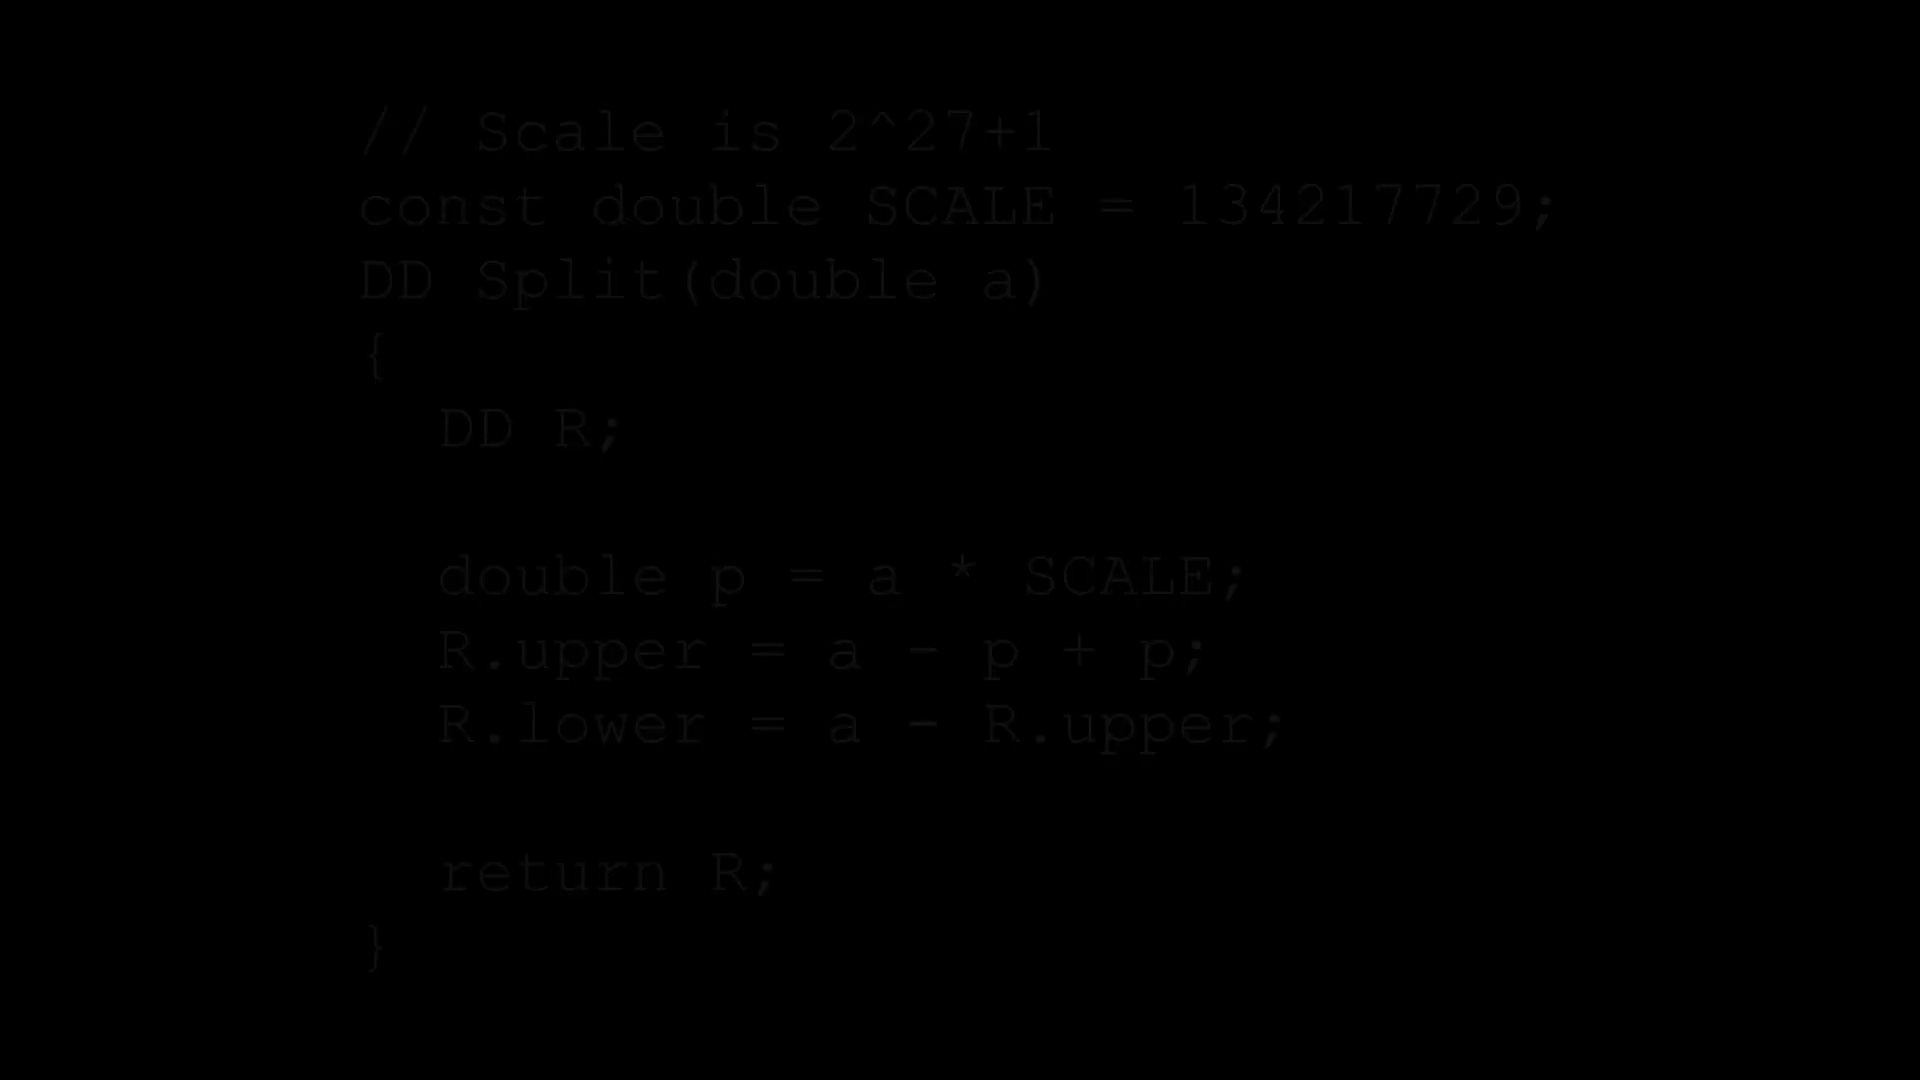 // Scale is 2^27+1
const double SCALE = 134217729;
DD Split(double a)
{
DD R;
double p = a * SCALE;
R.upper = a - p + p;
R.lower = a - R.upper;
return R;
}